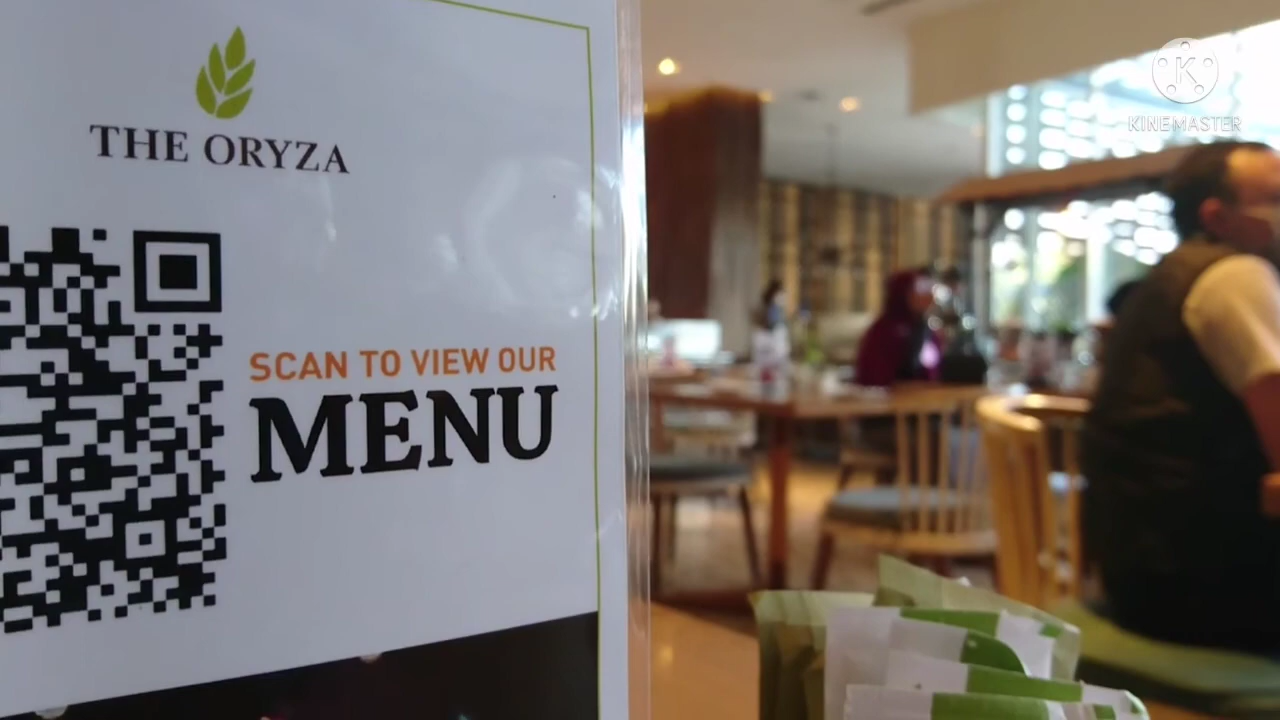 THE ORYZA
SCAN TO VIEW OUR
MENU
K
KINEMASTER